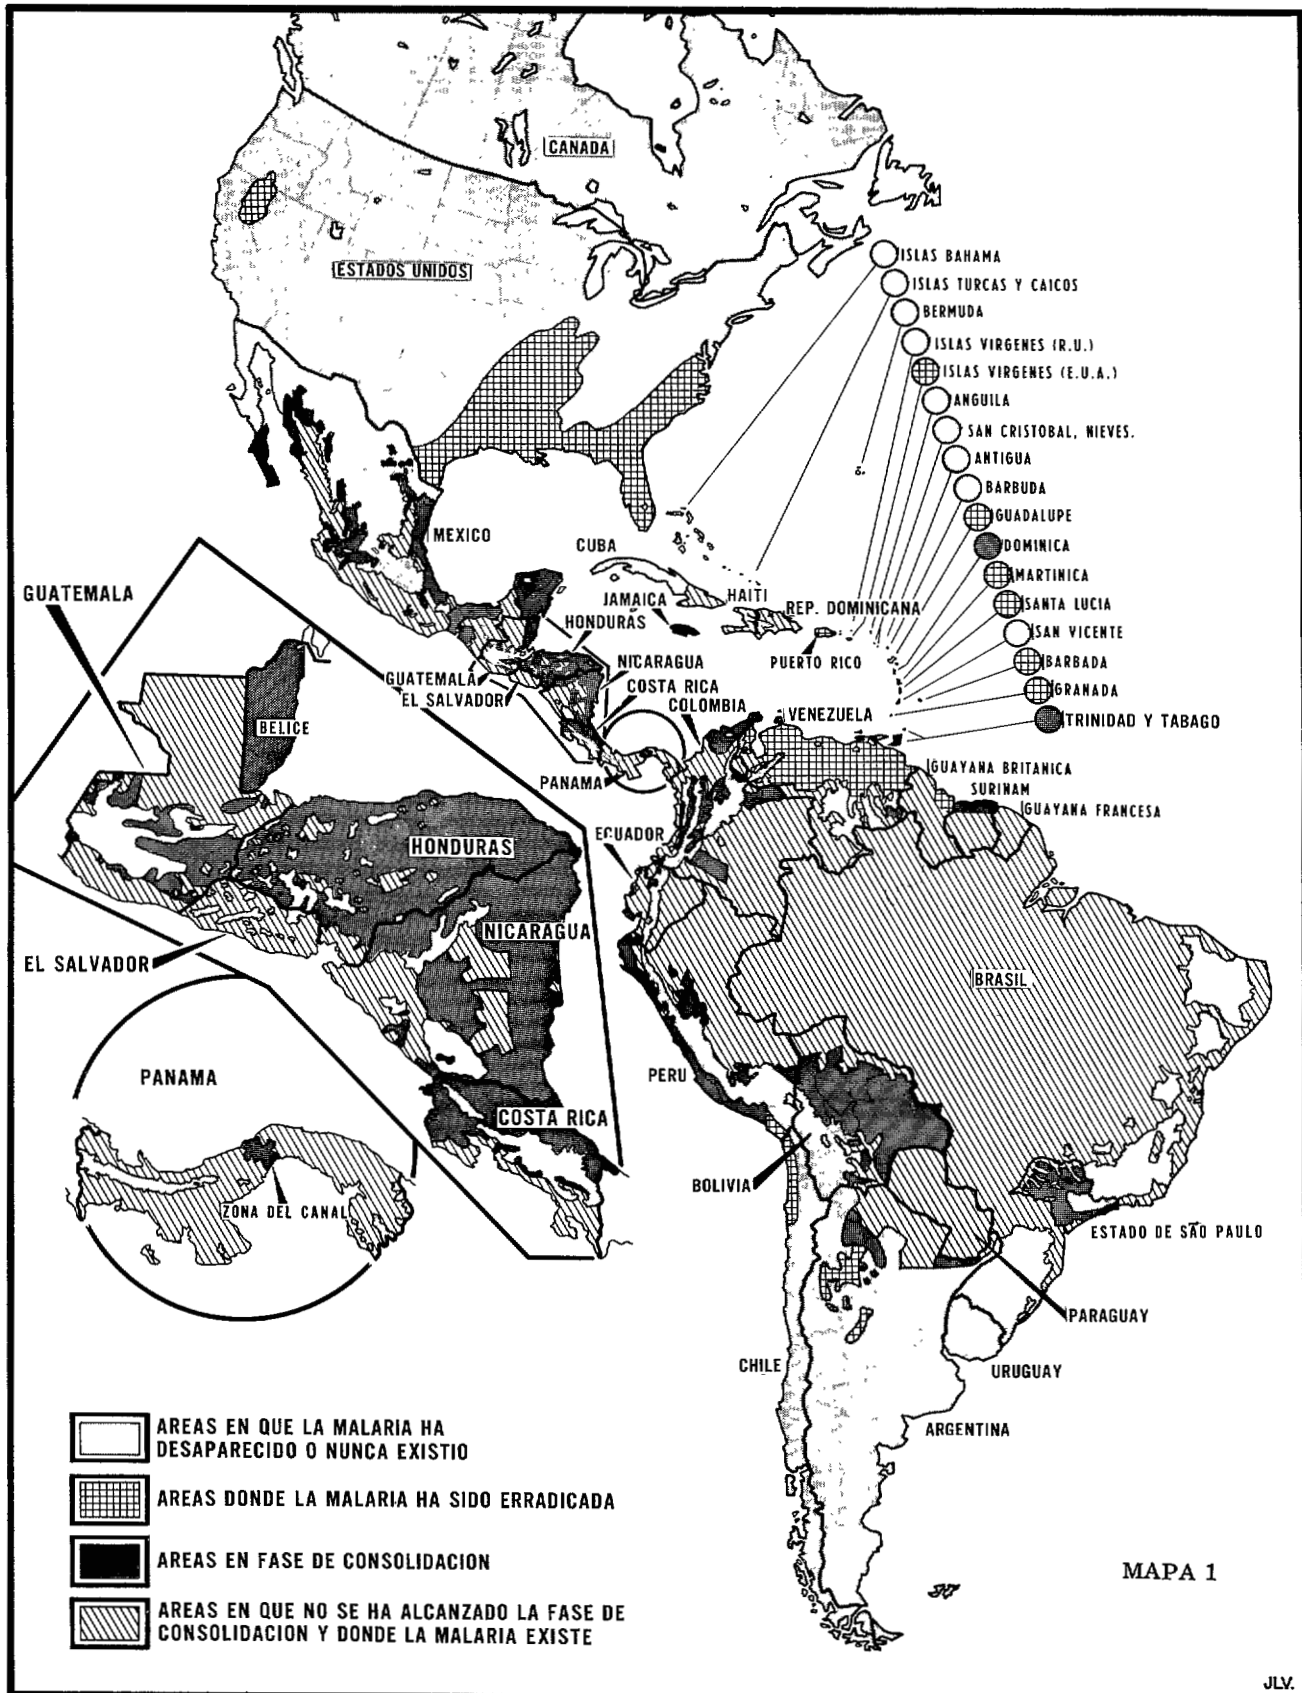 CANADA
ESTADOS UNIDOS
ISLAS BAHAMA
ISLAS TURCAS Y CAICOS
BERMUDA
ISLAS VIRGENES (R.U.)
ISLAS VIRGENES (E.U.A.)
ANGUILA
SAN CRISTOBAL, NIEVES.
ANTIGUA
BARBUDA
GUADALUPE
DOMINICA
MARTINICA
SANTA LUCIA
SAN VICENTE
BARBADA
GRANADA
TRINIDAD Y TABAGO
MEXICO
CUBA
JAMAICA
HAITI
REP. DOMINICANA
HONDURAS
PUERTO RICO
NICARAGUA
GUATEMALA
EL SALVADOR
COSTA RICA
COLOMBIA
VENEZUELA
PANAMA
GUAYANA BRITANICA
SURINAM
GUAYANA FRANCESA
ECUADOR
GUATEMALA
BELICE
HONDURAS
NICARAGUA
EL SALVADOR
COSTA RICA
PANAMA
ZONA DEL CANAL
BRASIL
PERU
BOLIVIA
ESTADO DE SÃO PAULO
PARAGUAY
CHILE
URUGUAY
ARGENTINA
AREAS EN QUE LA MALARIA HA
DESAPARECIDO O NUNCA EXISTIO
AREAS DONDE LA MALARIA HA SIDO ERRADICADA
AREAS EN FASE DE CONSOLIDACION
AREAS EN QUE NO SE HA ALCANZADO LA FASE DE
CONSOLIDACION Y DONDE LA MALARIA EXISTE
MAPA 1
JLV.